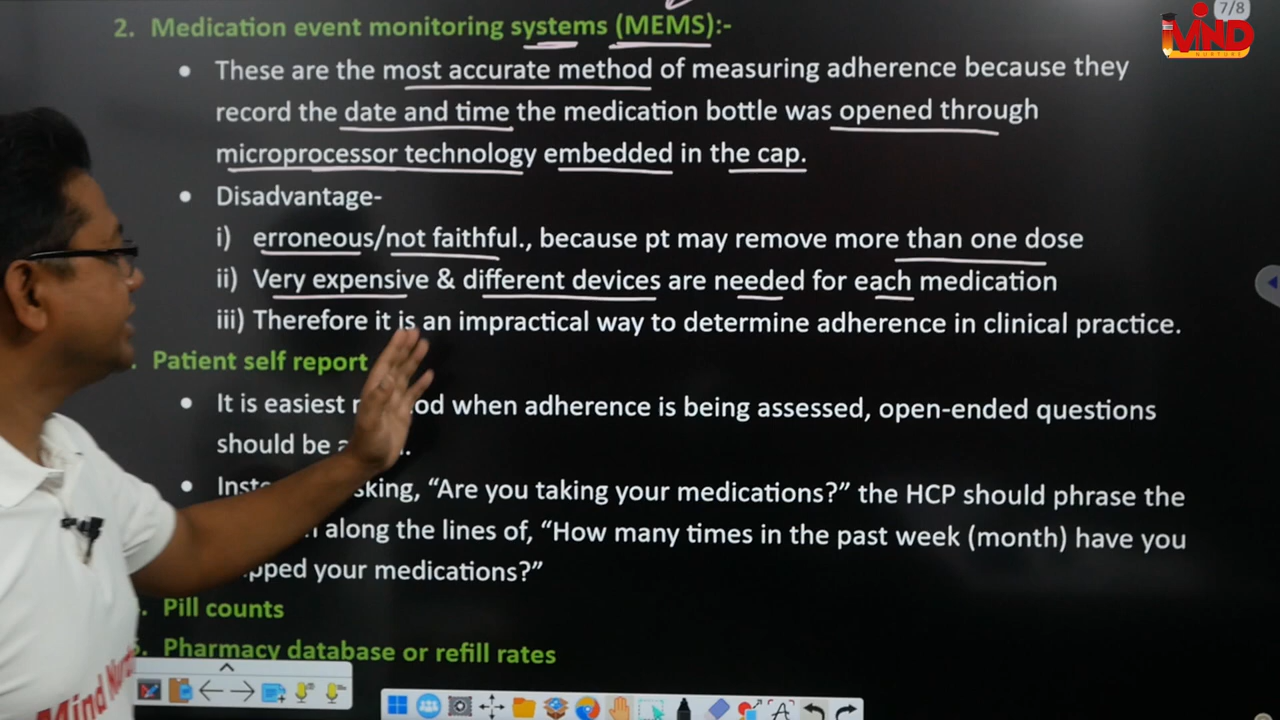 7/8
MIND
NURTURE
2. Medication event monitoring systems (MEMS):-
• These are the most accurate method of measuring adherence because they
record the date and time the medication bottle was opened through
microprocessor technology embedded in the cap.
• Disadvantage-
i) erroneous/not faithful., because pt may remove more than one dose
ii) Very expensive & different devices are needed for each medication
iii) Therefore it is an impractical way to determine adherence in clinical practice.
Patient self report
• It is easiest when adherence is being assessed, open-ended questions
should be
• “Are you taking your medications?” the HCP should phrase the
along the lines of, “How many times in the past week (month) have you
your medications?”
Pill counts
Pharmacy database or refill rates
Mind